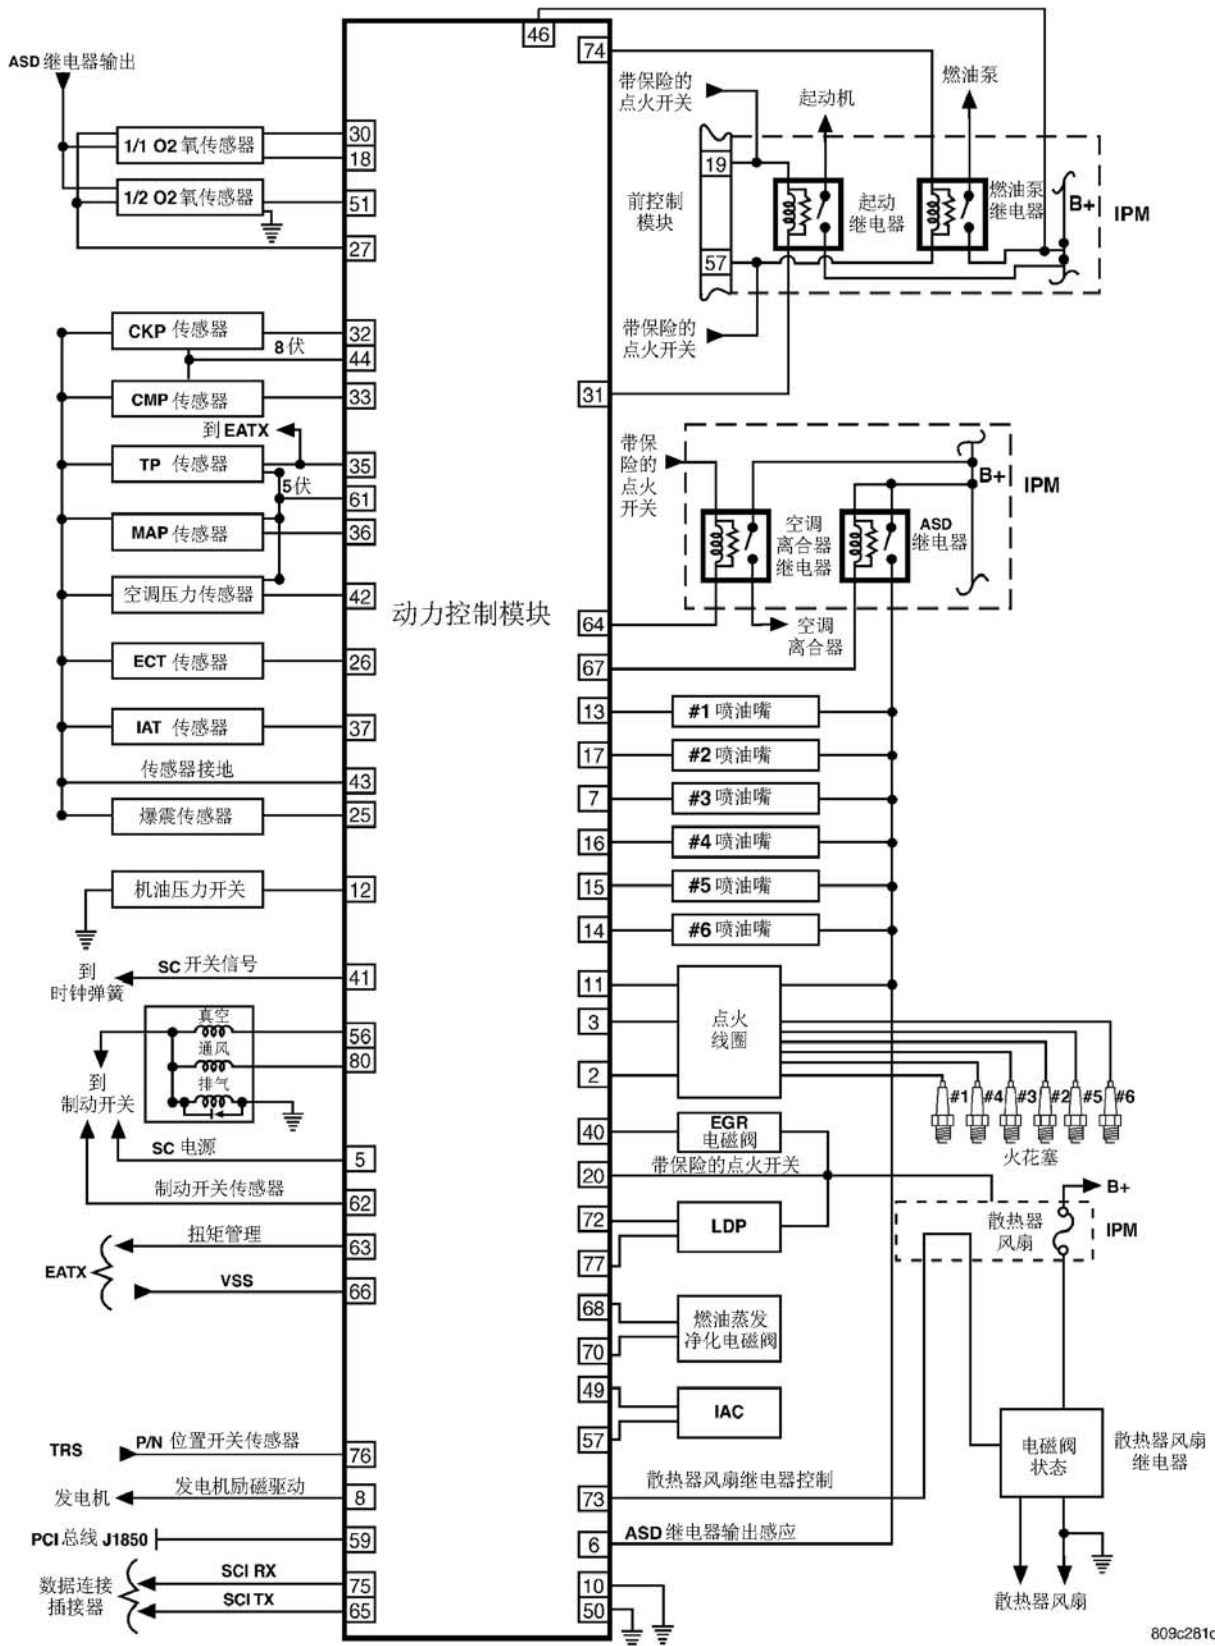 46
74
ASD 继电器输出
带保险的
点火开关
起动机
燃油泵
1/1 O2 氧传感器
30
18
19
1/2 O2 氧传感器
51
前控制
模块
起动
继电器
燃油泵
继电器
B+
IPM
27
57
CKP 传感器
32
8伏
44
带保险的
点火开关
CMP 传感器
33
31
到 EATX
TP 传感器
35
5伏
61
MAP 传感器
36
带保
险的
点火
开关
B+
IPM
空调
离合器
继电器
ASD
继电器
空调压力传感器
42
动力控制模块
64
空调
离合器
ECT 传感器
26
67
IAT 传感器
37
13
#1 喷油嘴
传感器接地
43
17
#2 喷油嘴
爆震传感器
25
7
#3 喷油嘴
16
#4 喷油嘴
机油压力开关
12
15
#5 喷油嘴
14
#6 喷油嘴
SC 开关信号
41
到
时钟弹簧
11
3
2
点火
线圈
真空
56
通风
80
排气
到
制动开关
#1
#4
#3
#2
#5
#6
火花塞
SC 电源
5
40
EGR
电磁阀
带保险的点火开关
20
制动开关传感器
62
72
LDP
77
B+
散热器
风扇
IPM
扭矩管理
63
EATX
VSS
66
68
燃油蒸发
净化电磁阀
70
49
IAC
57
TRS
P/N 位置开关传感器
76
电磁阀
状态
散热器风扇
继电器
发电机
发电机励磁驱动
8
73
散热器风扇继电器控制
PCI 总线 J1850
59
6
ASD 继电器输出感应
数据连接
插接器
SCI RX
75
SCI TX
65
10
50
散热器风扇
809c281c